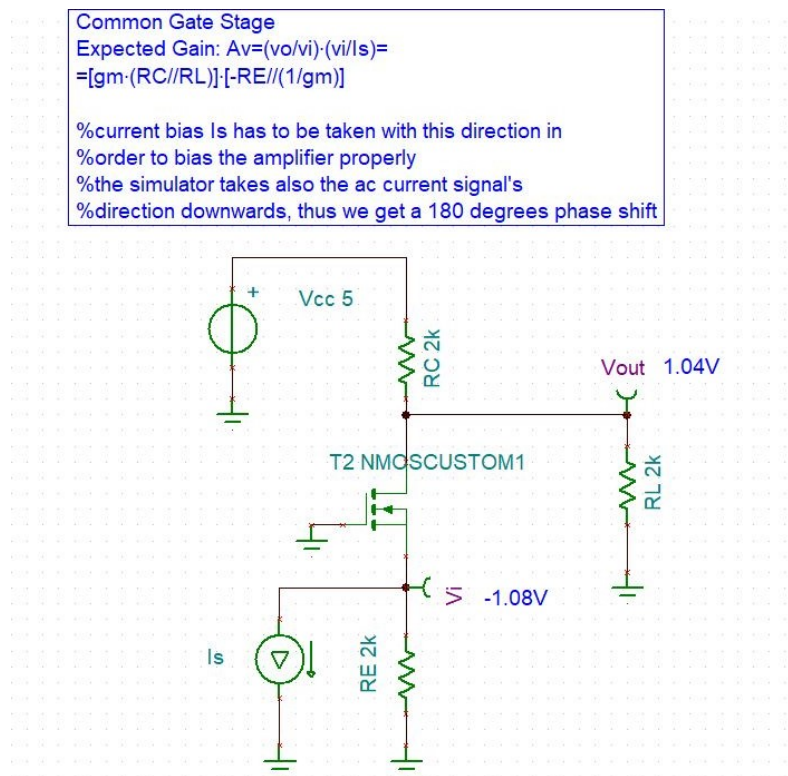 Common Gate Stage
Expected Gain: Av=(vo/vi)·(vi/Is)=
=[gm·(RC//RL)]·[-RE//(1/gm)]
%current bias Is has to be taken with this direction in
%order to bias the amplifier properly
%the simulator takes also the ac current signal's
%direction downwards, thus we get a 180 degrees phase shift
+
Vcc 5
RC 2k
Vout 1.04V
T2 NMOSCUSTOM1
RL 2k
Vi -1.08V
Is
RE 2k